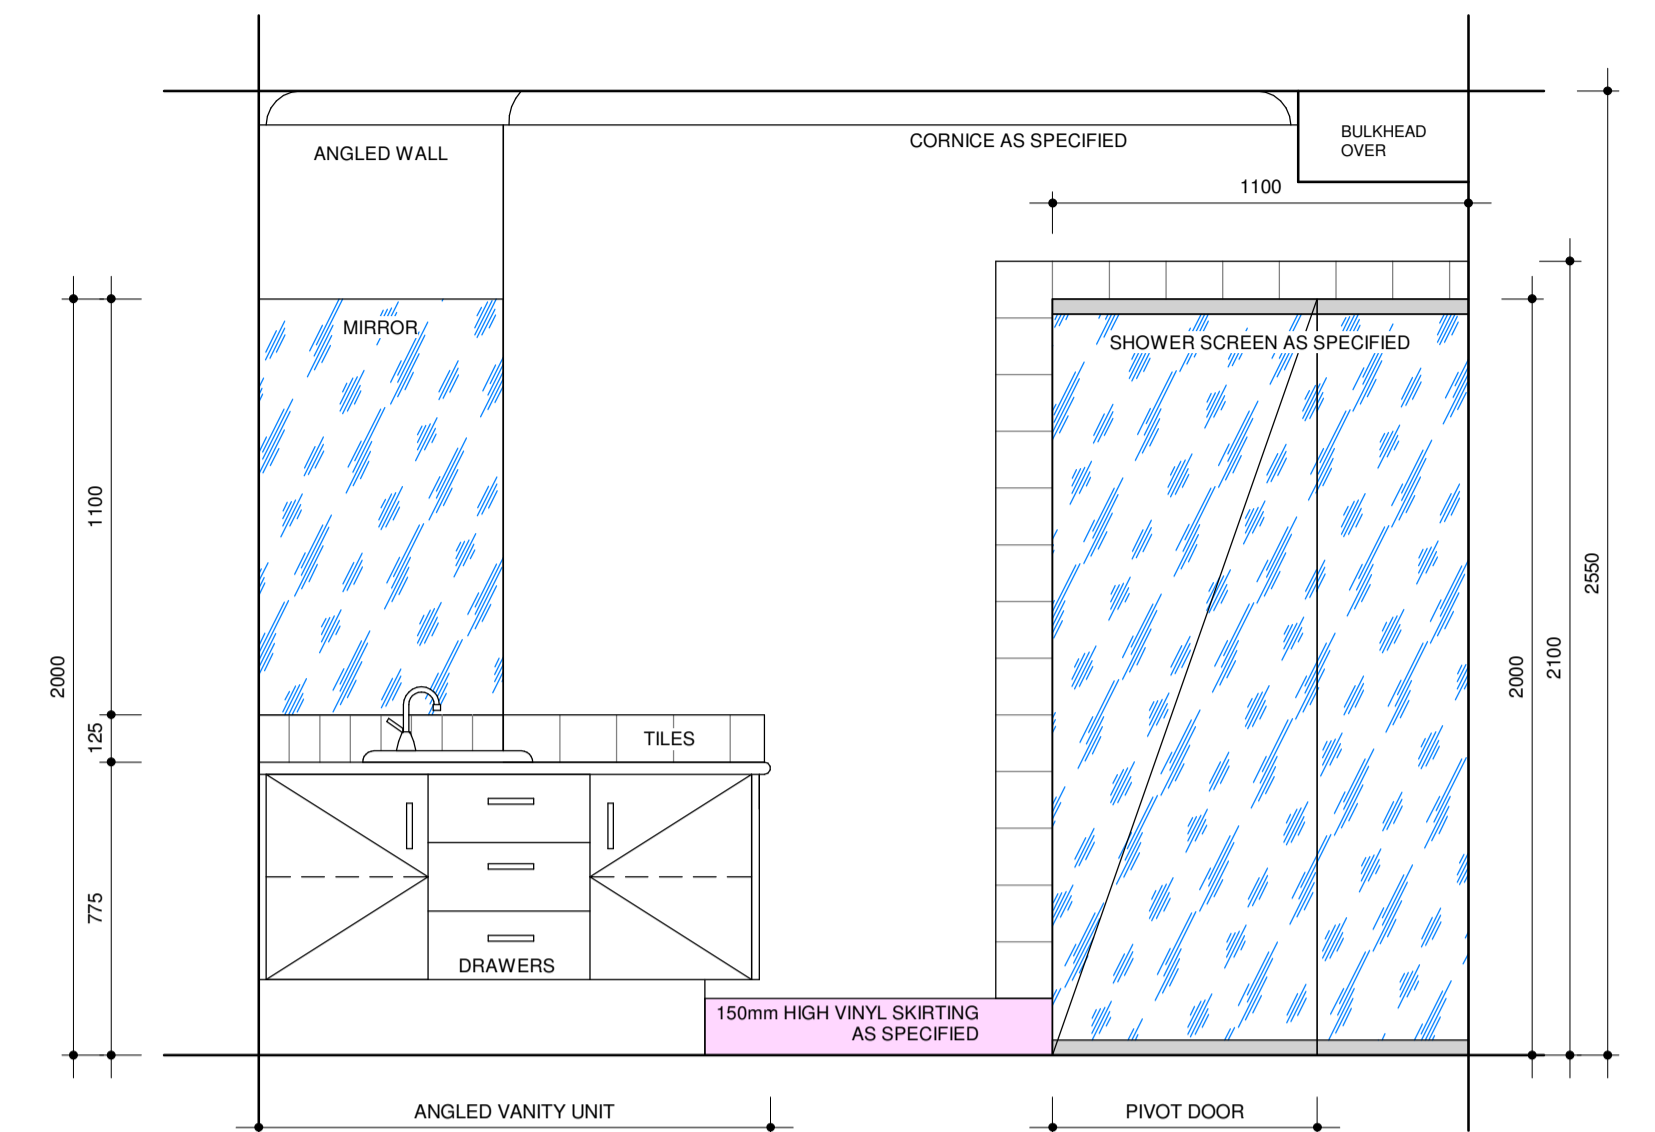 ANGLED WALL
CORNICE AS SPECIFIED
BULKHEAD
OVER
1100
MIRROR
SHOWER SCREEN AS SPECIFIED
1100
2000
125
775
TILES
DRAWERS
150mm HIGH VINYL SKIRTING
AS SPECIFIED
2000
2100
2550
ANGLED VANITY UNIT
PIVOT DOOR